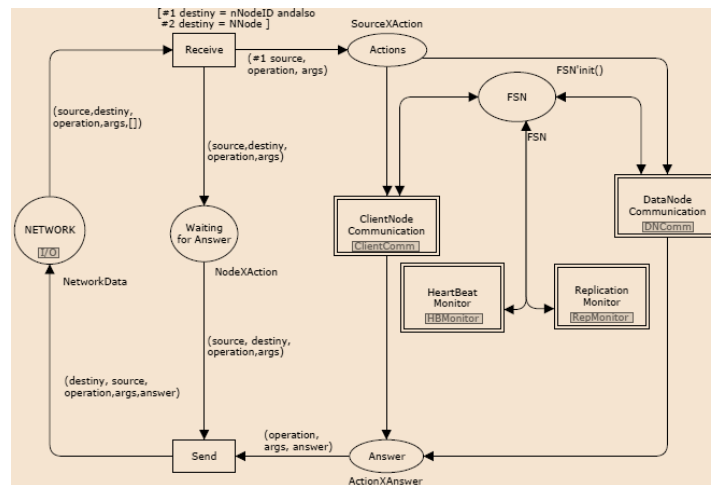 [#1 destiny = nNodeID andalso
#2 destiny = NNode ]
SourceXAction
Receive
Actions
(#1 source,
operation, args)
FSN'init()
FSN
FSN
(source,destiny,
operation,args,[])
(source,destiny,
operation,args)
ClientNode
Communication
ClientComm
DataNode
Communication
DNComm
NETWORK
I/O
NetworkData
Waiting
for Answer
NodeXAction
HeartBeat
Monitor
HBMonitor
Replication
Monitor
RepMonitor
(source, destiny,
operation,args)
(destiny, source,
operation,args,answer)
(operation,
args, answer)
Send
Answer
ActionXAnswer